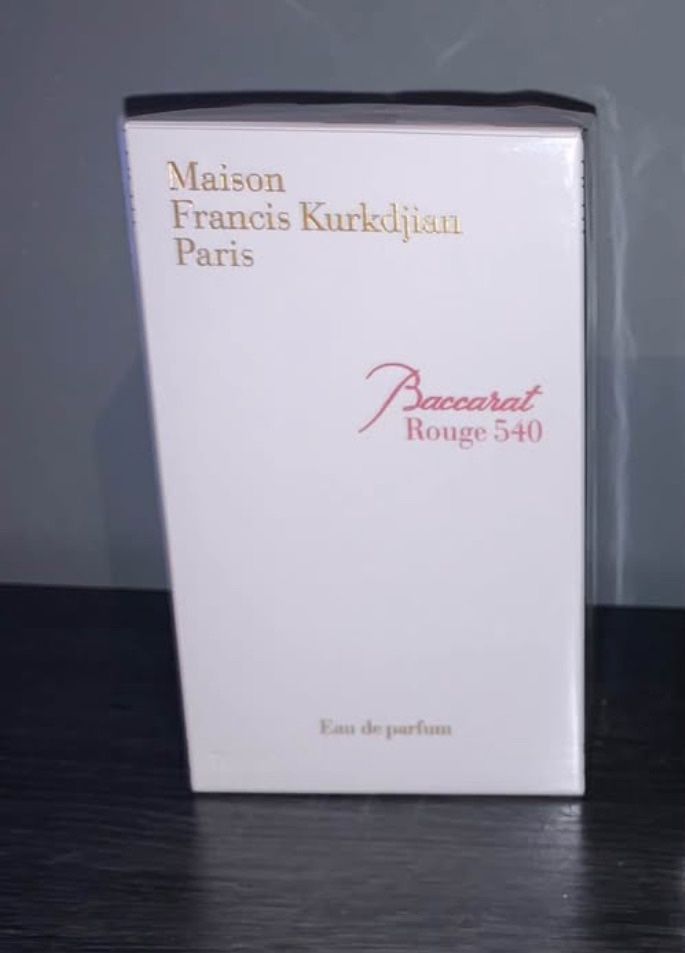 Maison
Francis Kurkdjian
Paris
Baccarat
Rouge 540
Eau de parfum